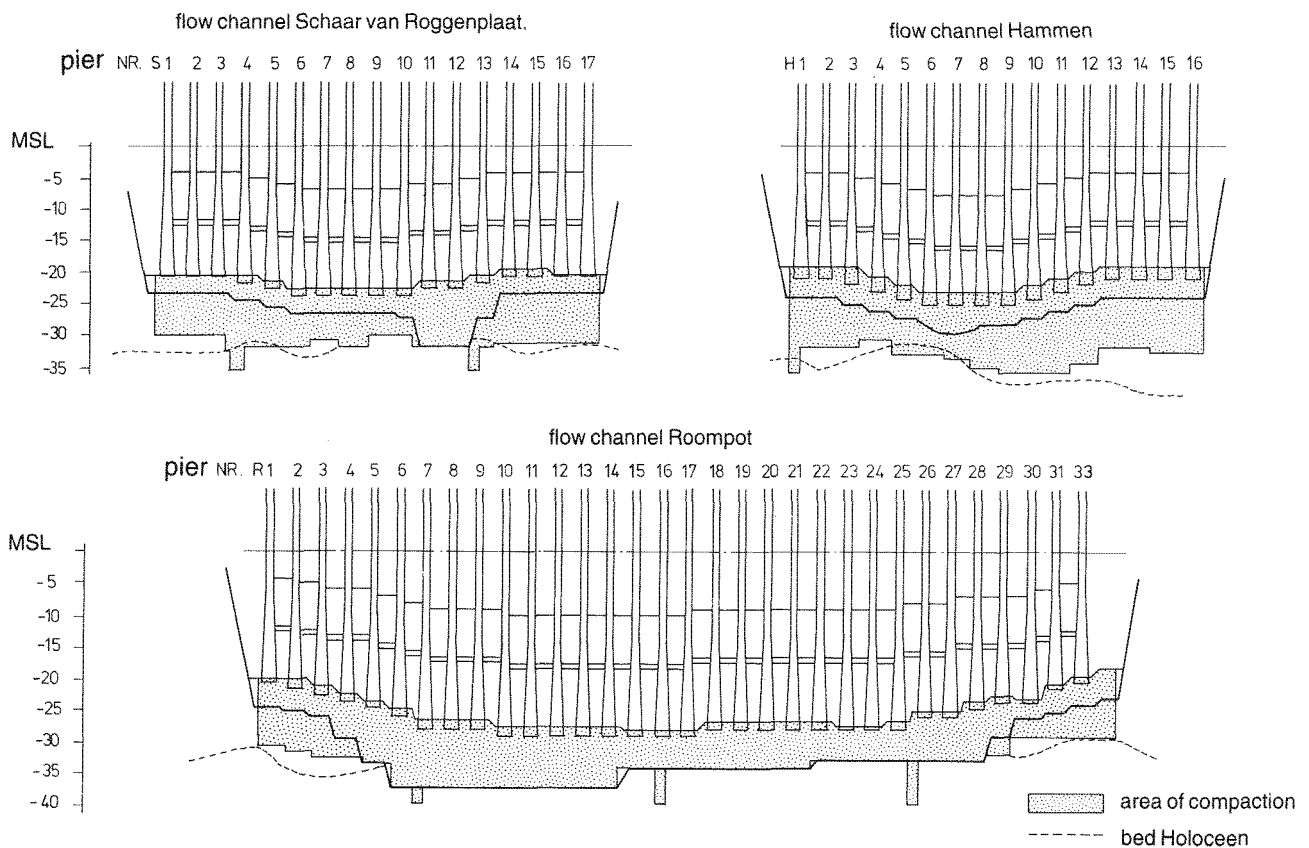 flow channel Schaar van Roggenplaat.
pier NR. S 1 2 3 4 5 6 7 8 9 10 11 12 13 14 15 16 17
MSL
-5
-10
-15
-20
-25
-30
-35
flow channel Hammen
H 1 2 3 4 5 6 7 8 9 10 11 12 13 14 15 16
flow channel Roompot
pier NR. R 1 2 3 4 5 6 7 8 9 10 11 12 13 14 15 16 17 18 19 20 21 22 23 24 25 26 27 28 29 30 31 33
MSL
-5
-10
-15
-20
-25
-30
-35
-40
area of compaction
bed Holoceen